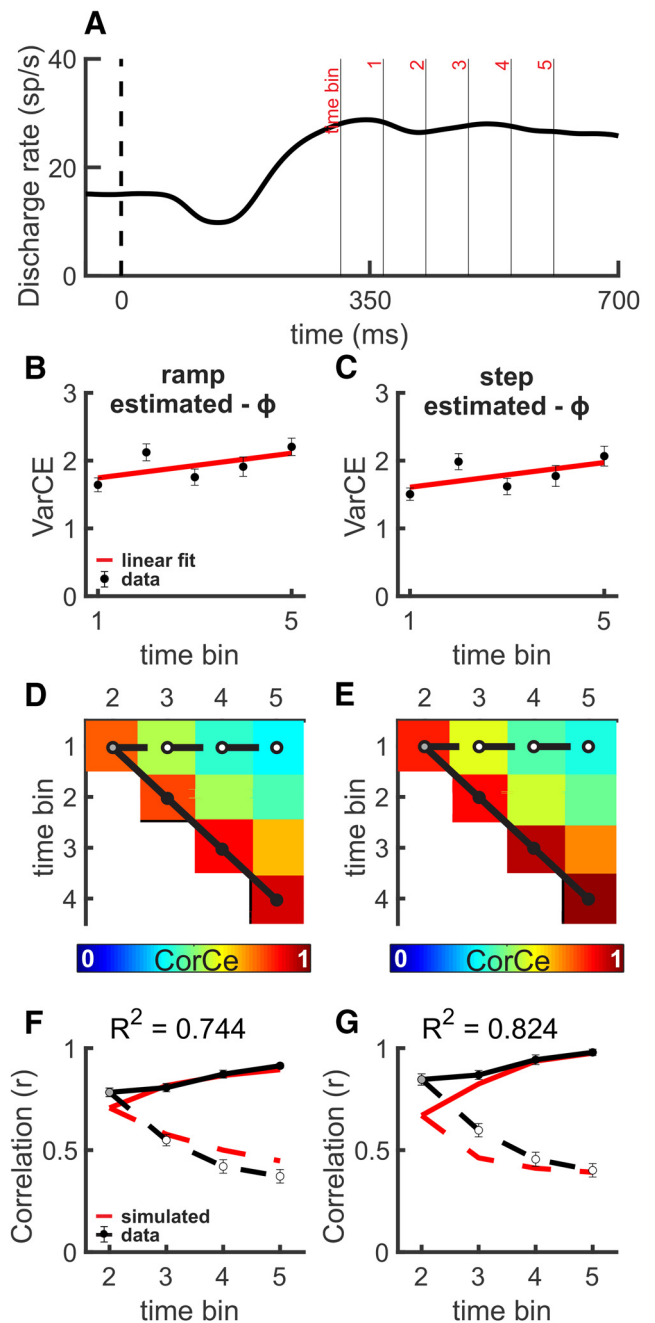 A
40
20
0
Discharge rate (sp/s)
time bin
1
2
3
4
5
0
350
700
time (ms)
B
ramp
estimated - ϕ
3
2
1
0
VarCE
linear fit
data
1
5
time bin
C
step
estimated - ϕ
3
2
1
0
VarCE
1
5
time bin
D
2 3 4 5
1
2
3
4
time bin
0 CorCe 1
E
2 3 4 5
1
2
3
4
time bin
0 CorCe 1
F
R² = 0.744
1
0.5
0
Correlation (r)
simulated
data
2 3 4 5
time bin
G
R² = 0.824
1
0.5
0
Correlation (r)
2 3 4 5
time bin